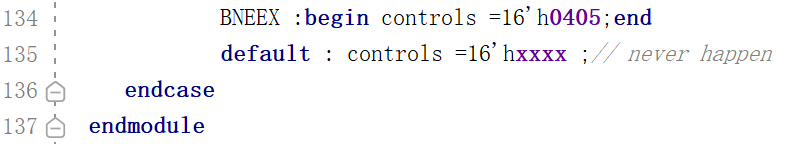 134 BNEEX :begin controls =16'h0405;end
135 default : controls =16'hxxxx ;// never happen
136 endcase
137 endmodule